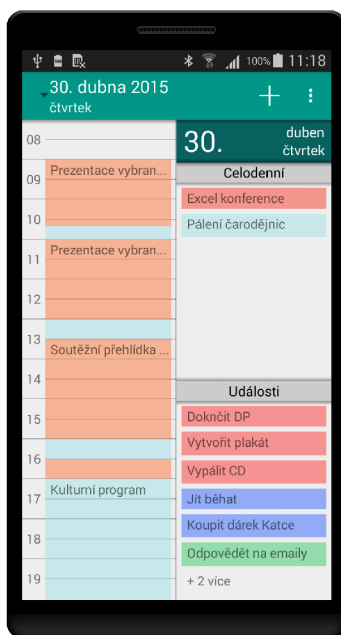 100% 11:18
30. dubna 2015
čtvrtek
08
09
10
11
12
13
14
15
16
17
18
19
Prezentace vybran...
Prezentace vybran...
Soutěžní přehlídka ...
Kulturní program
30.
duben
čtvrtek
Celodenní
Excel konference
Pálení čarodějnic
Události
Doknčit DP
Vytvořit plakát
Vypálit CD
Jít běhat
Koupit dárek Katce
Odpovědět na emaily
+ 2 více